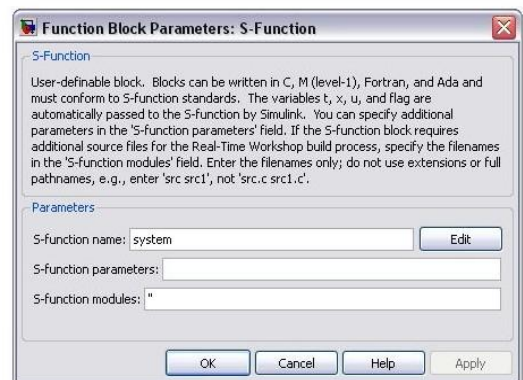 Function Block Parameters: S-Function
S-Function
User-definable block. Blocks can be written in C, M (level-1), Fortran, and Ada and
must conform to S-function standards. The variables t, x, u, and flag are
automatically passed to the S-function by Simulink. You can specify additional
parameters in the 'S-function parameters' field. If the S-function block requires
additional source files for the Real-Time Workshop build process, specify the filenames
in the 'S-function modules' field. Enter the filenames only; do not use extensions or full
pathnames, e.g., enter 'src src1', not 'src.c src1.c'.
Parameters
S-function name: system Edit
S-function parameters:
S-function modules: ''
OK Cancel Help Apply